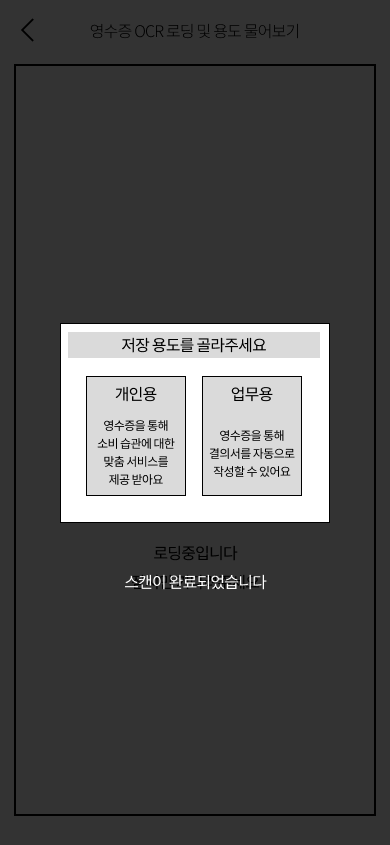 영수증 OCR 로딩 및 용도 물어보기
저장 용도를 골라주세요
개인용
영수증을 통해
소비 습관에 대한
맞춤 서비스를
제공 받아요
업무용
영수증을 통해
결의서를 자동으로
작성할 수 있어요
로딩중입니다
스캔이 완료되었습니다